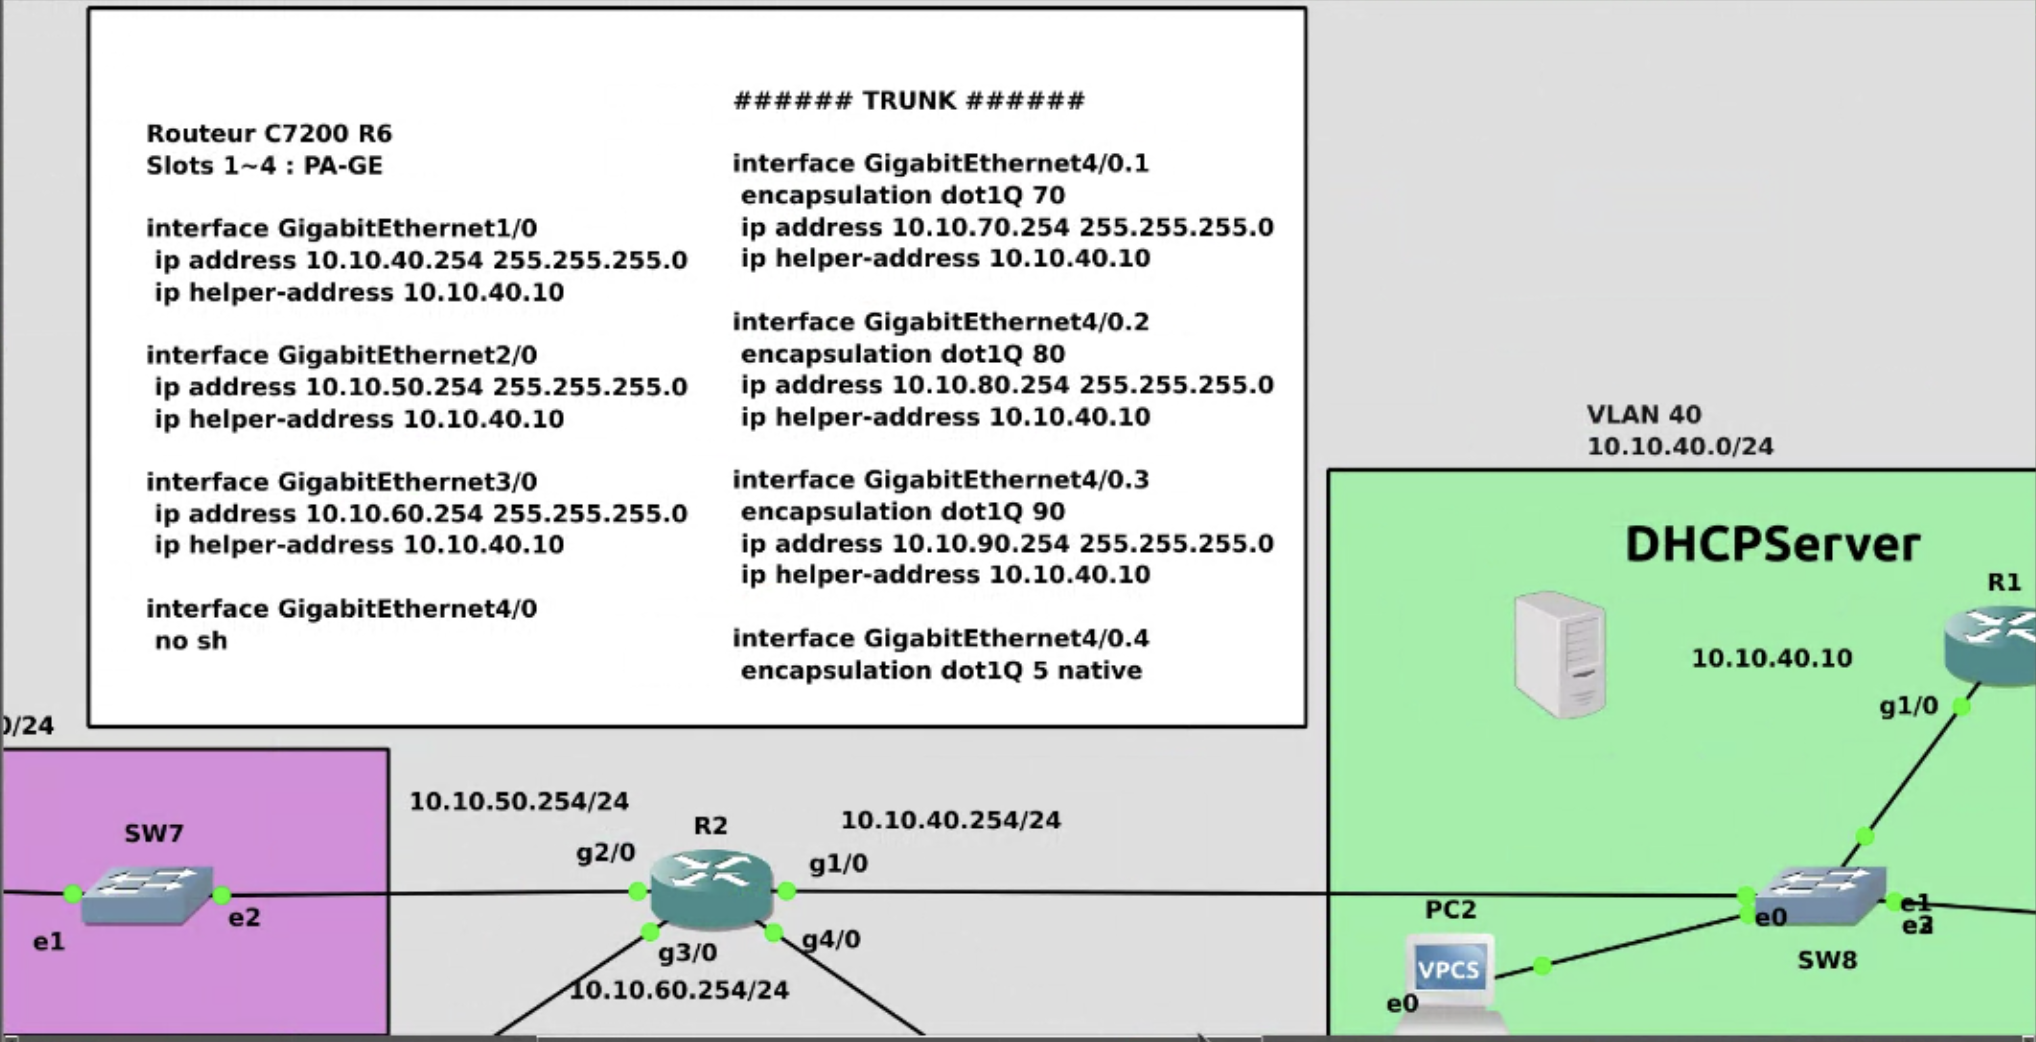 Routeur C7200 R6
Slots 1~4 : PA-GE
interface GigabitEthernet1/0
ip address 10.10.40.254 255.255.255.0
ip helper-address 10.10.40.10
interface GigabitEthernet2/0
ip address 10.10.50.254 255.255.255.0
ip helper-address 10.10.40.10
interface GigabitEthernet3/0
ip address 10.10.60.254 255.255.255.0
ip helper-address 10.10.40.10
interface GigabitEthernet4/0
no sh
###### TRUNK ######
interface GigabitEthernet4/0.1
encapsulation dot1Q 70
ip address 10.10.70.254 255.255.255.0
ip helper-address 10.10.40.10
interface GigabitEthernet4/0.2
encapsulation dot1Q 80
ip address 10.10.80.254 255.255.255.0
ip helper-address 10.10.40.10
interface GigabitEthernet4/0.3
encapsulation dot1Q 90
ip address 10.10.90.254 255.255.255.0
ip helper-address 10.10.40.10
interface GigabitEthernet4/0.4
encapsulation dot1Q 5 native
VLAN 40
10.10.40.0/24
DHCPServer
R1
10.10.40.10
g1/0
/24
SW7
e1
e2
10.10.50.254/24
R2
10.10.40.254/24
g2/0
g1/0
g3/0
g4/0
10.10.60.254/24
PC2
VPCS
e0
e0
e1
SW8